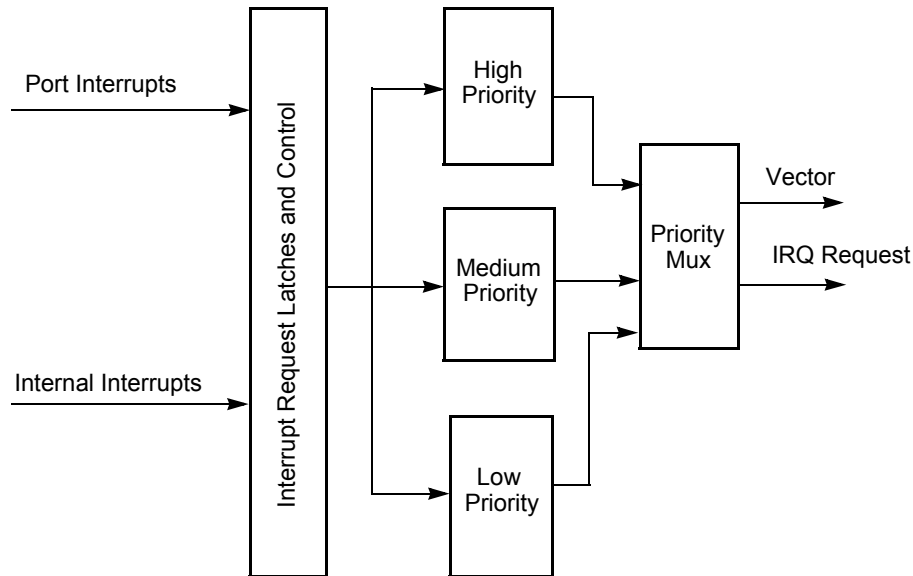 Port Interrupts
Internal Interrupts
Interrupt Request Latches and Control
High
Priority
Medium
Priority
Low
Priority
Priority
Mux
Vector
IRQ Request